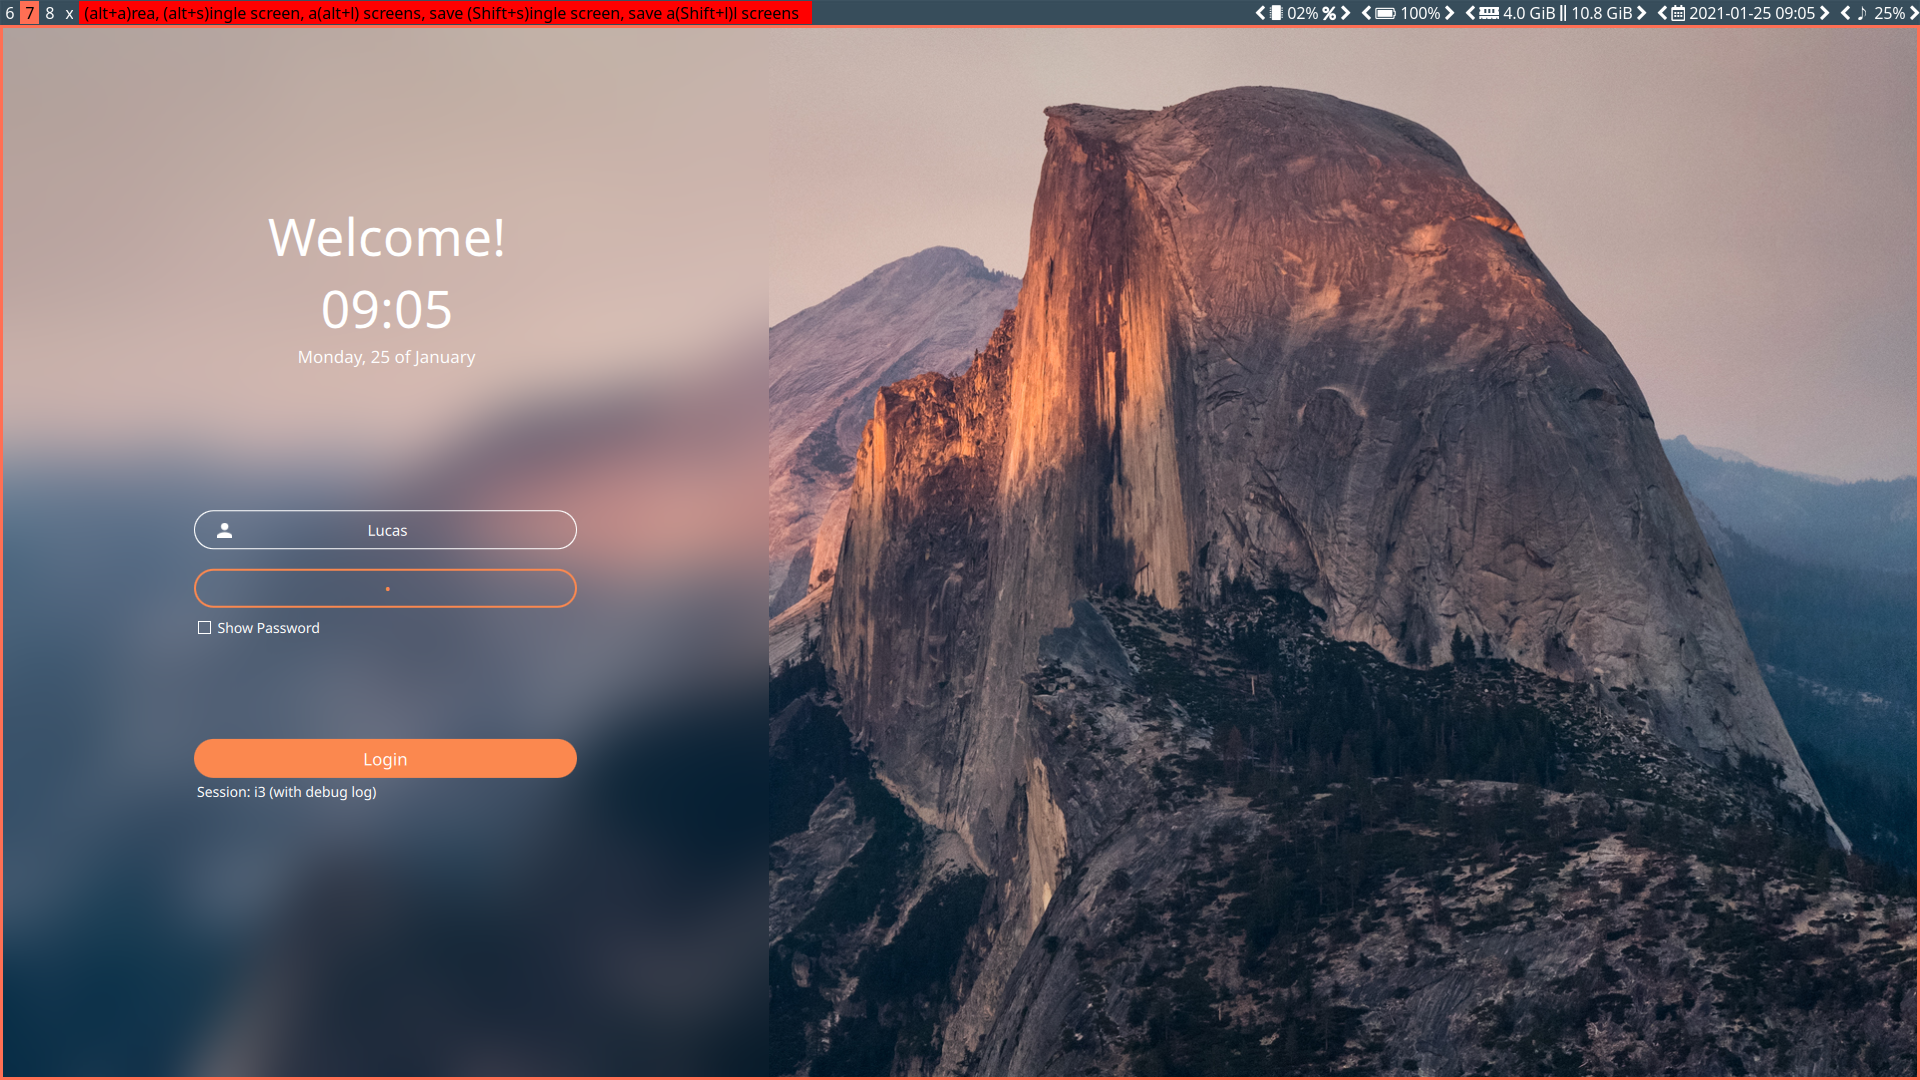 6 7 8 x (alt+a)rea, (alt+s)ingle screen, a(alt+l) screens, save (Shift+s)ingle screen, save a(Shift+l)l screens 02% 100% 4.0 GiB || 10.8 GiB 2021-01-25 09:05 25%
Welcome!
09:05
Monday, 25 of January
Lucas
Show Password
Login
Session: i3 (with debug log)